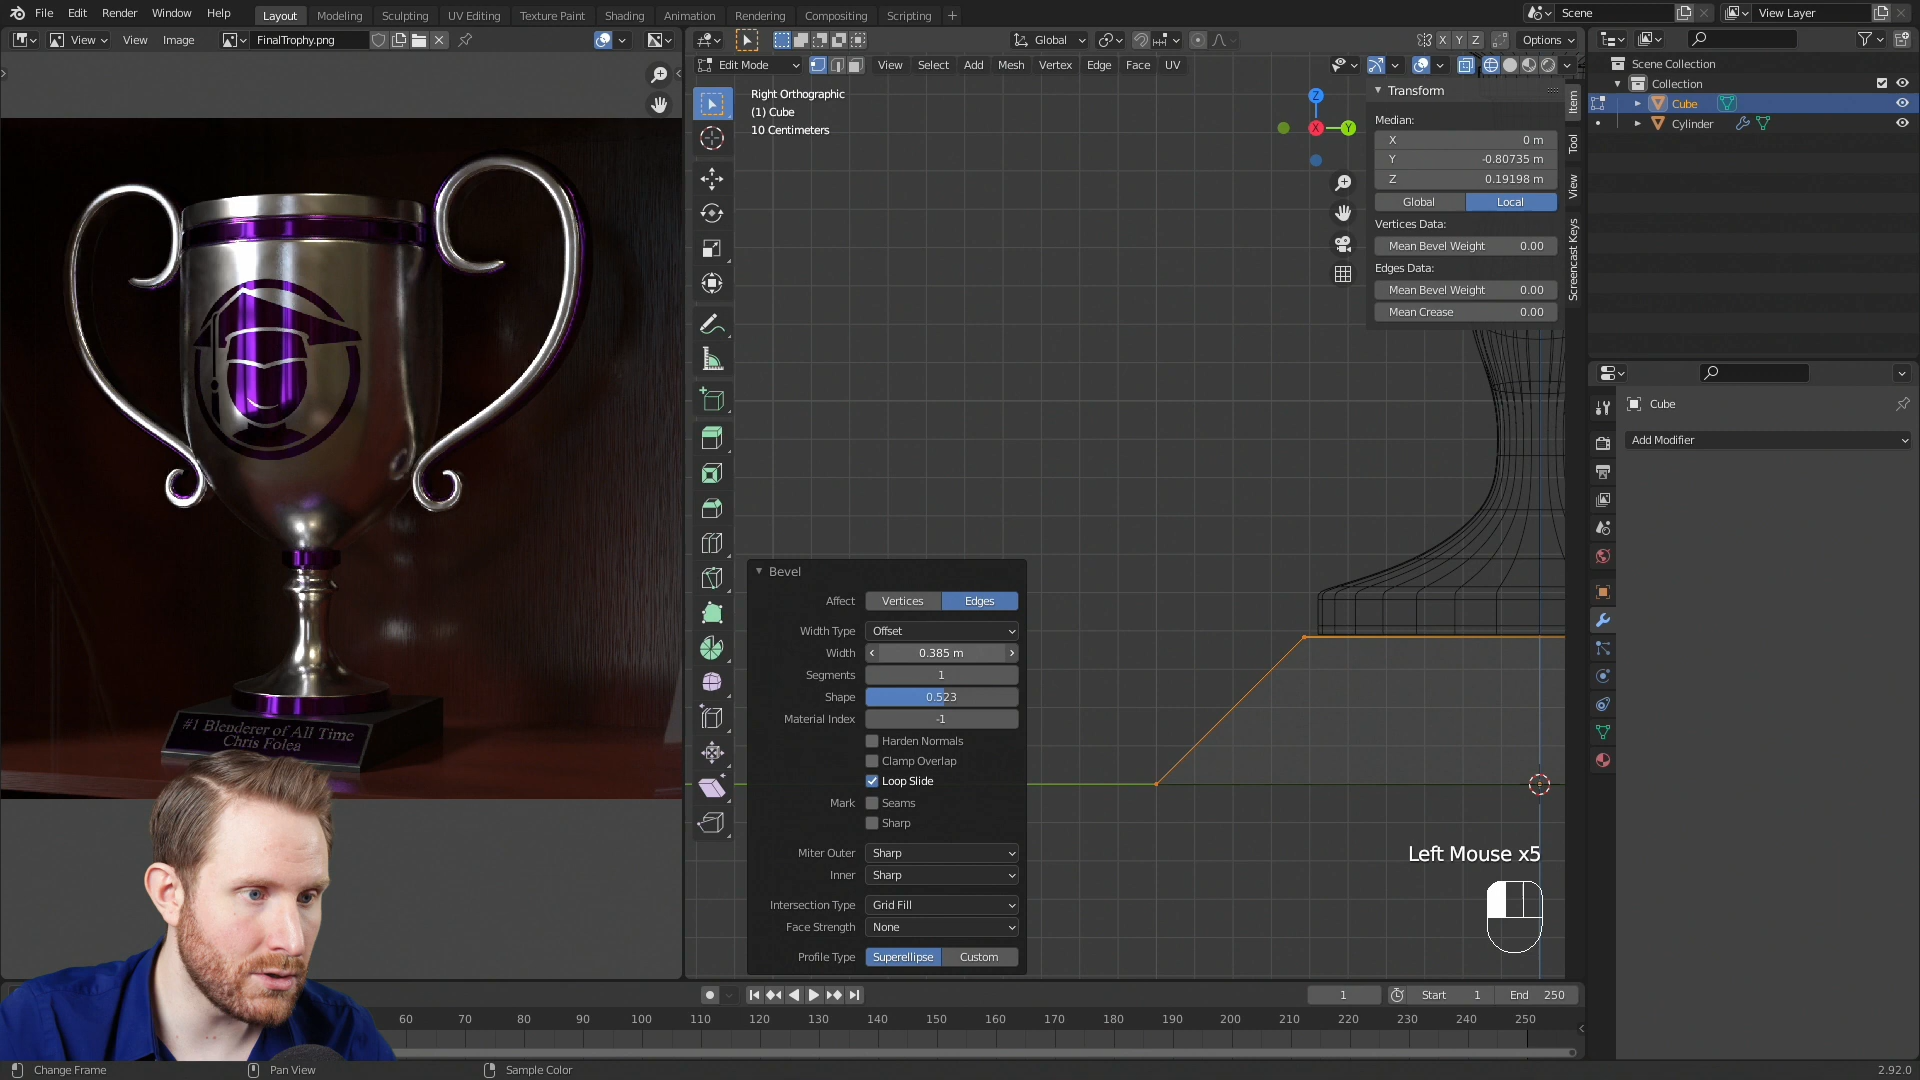 File Edit Render Window Help Layout Modeling Sculpting UV Editing Texture Paint Shading Animation Rendering Compositing Scripting + Scene View Layer
View View Image FinalTrophy.png Global X Y Z Options
Edit Mode View Select Add Mesh Vertex Edge Face UV
Right Orthographic
(1) Cube
10 Centimeters
Z
X
Y
Transform
Median:
X 0 m
Y -0.80735 m
Z 0.19198 m
Global Local
Vertices Data:
Mean Bevel Weight 0.00
Edges Data:
Mean Bevel Weight 0.00
Mean Crease 0.00
Item
Tool
View
Screencast Keys
Scene Collection
Collection
Cube
Cylinder
Cube
Add Modifier
#1 Blenderer of All Time
Chris Folea
Bevel
Affect Vertices Edges
Width Type Offset
Width 0.385 m
Segments 1
Shape 0.523
Material Index -1
Harden Normals
Clamp Overlap
Loop Slide
Mark Seams
Sharp
Miter Outer Sharp
Inner Sharp
Intersection Type Grid Fill
Face Strength None
Profile Type Superellipse Custom
Left Mouse x5
1 Start 1 End 250
60 70 80 90 100 110 120 130 140 150 160 170 180 190 200 210 220 230 240 250
Change Frame Pan View Sample Color 2.92.0